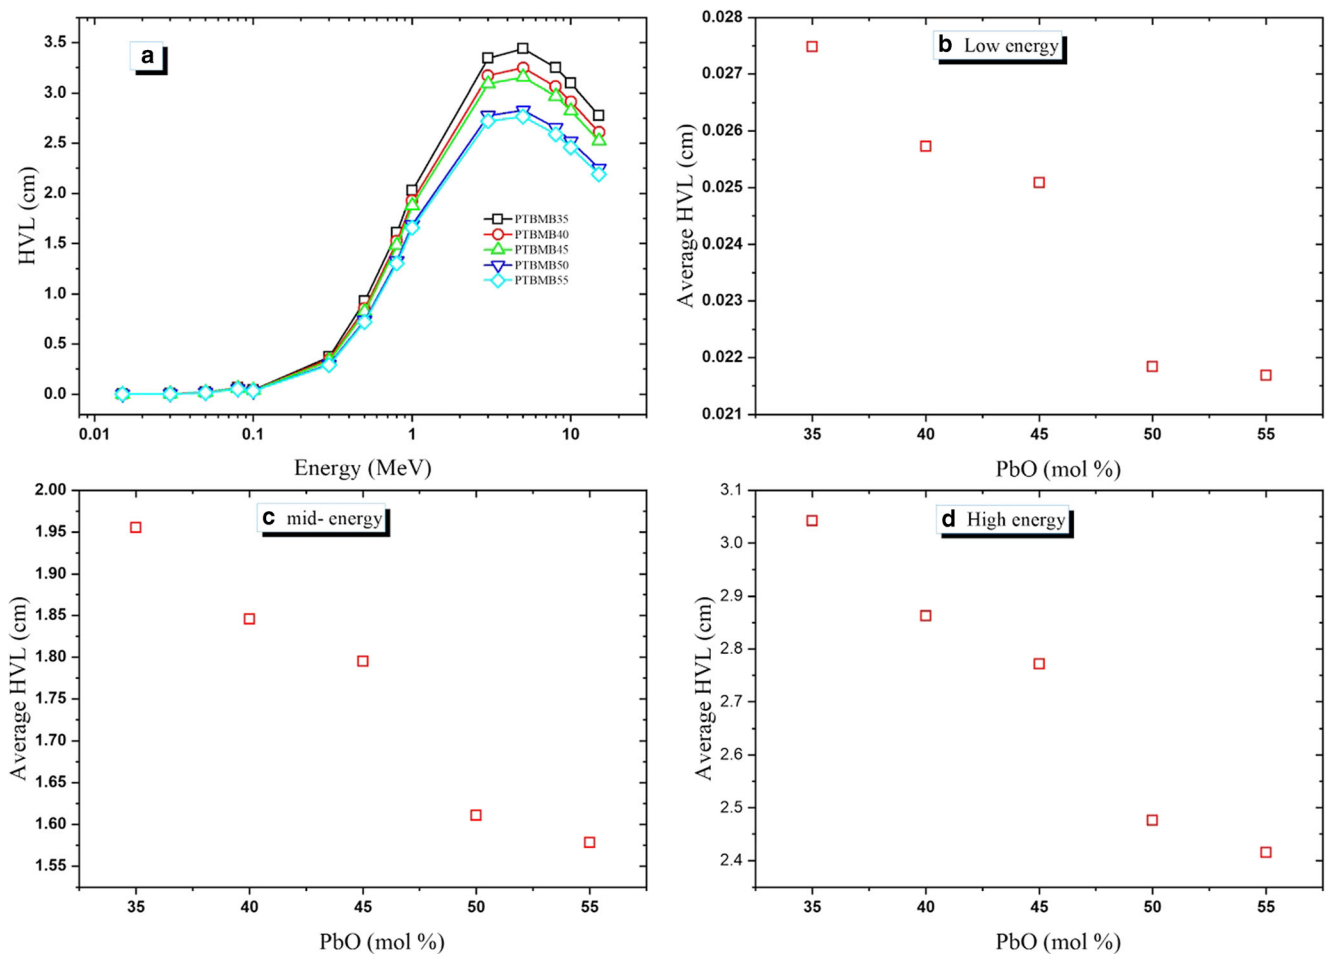 a
3.5
3.0
2.5
2.0
1.5
1.0
0.5
0.0
HVL (cm)
PTBMB35
PTBMB40
PTBMB45
PTBMB50
PTBMB55
0.01 0.1 1 10
Energy (MeV)
b Low energy
0.028
0.027
0.026
0.025
0.024
0.023
0.022
0.021
Average HVL (cm)
35 40 45 50 55
PbO (mol %)
c mid- energy
2.00
1.95
1.90
1.85
1.80
1.75
1.70
1.65
1.60
1.55
Average HVL (cm)
35 40 45 50 55
PbO (mol %)
d High energy
3.1
3.0
2.9
2.8
2.7
2.6
2.5
2.4
Average HVL (cm)
35 40 45 50 55
PbO (mol %)